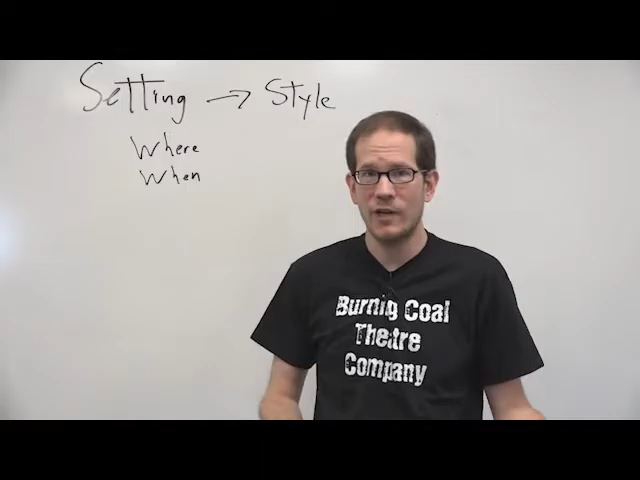 Setting → Style
Where
When
Burning Coal
Theatre
Company